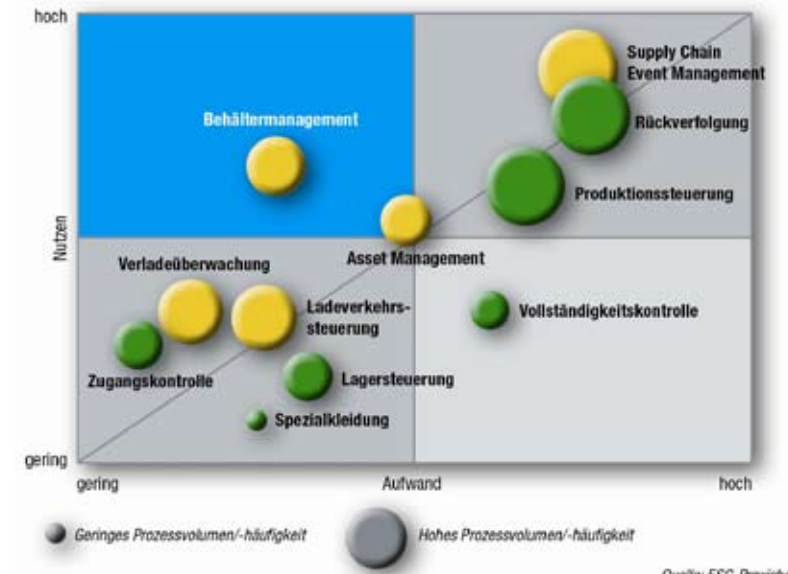 hoch
Supply Chain
Event Management
Behältermanagement
Rückverfolgung
Produktionssteuerung
Nutzen
Asset Management
Verladeüberwachung
Ladeverkehrs-
steuerung
Vollständigkeitskontrolle
Zugangskontrolle
Lagersteuerung
Spezialkleidung
gering
gering
Aufwand
hoch
Geringes Prozessvolumen/-häufigkeit
Hohes Prozessvolumen/-häufigkeit